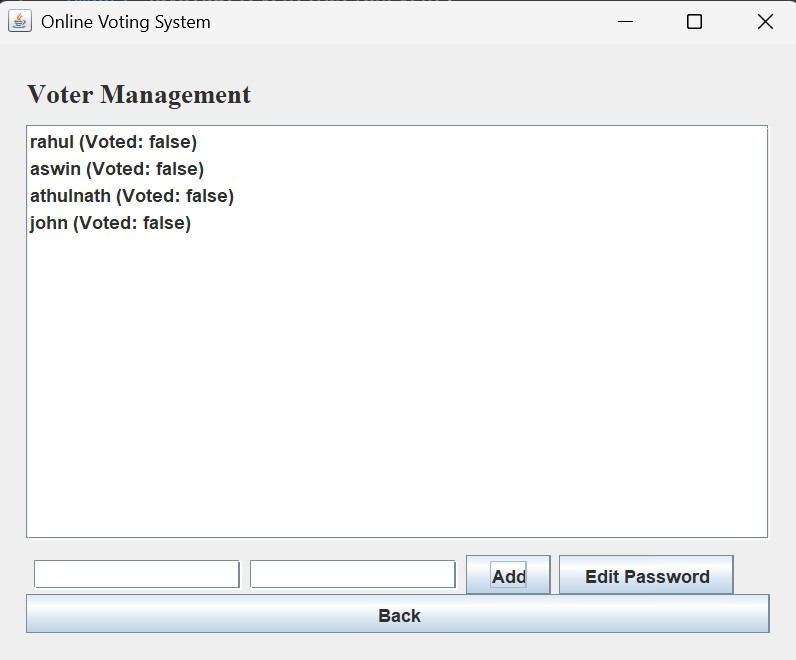 Online Voting System
Voter Management
rahul (Voted: false)
aswin (Voted: false)
athulnath (Voted: false)
john (Voted: false)
Add Edit Password
Back